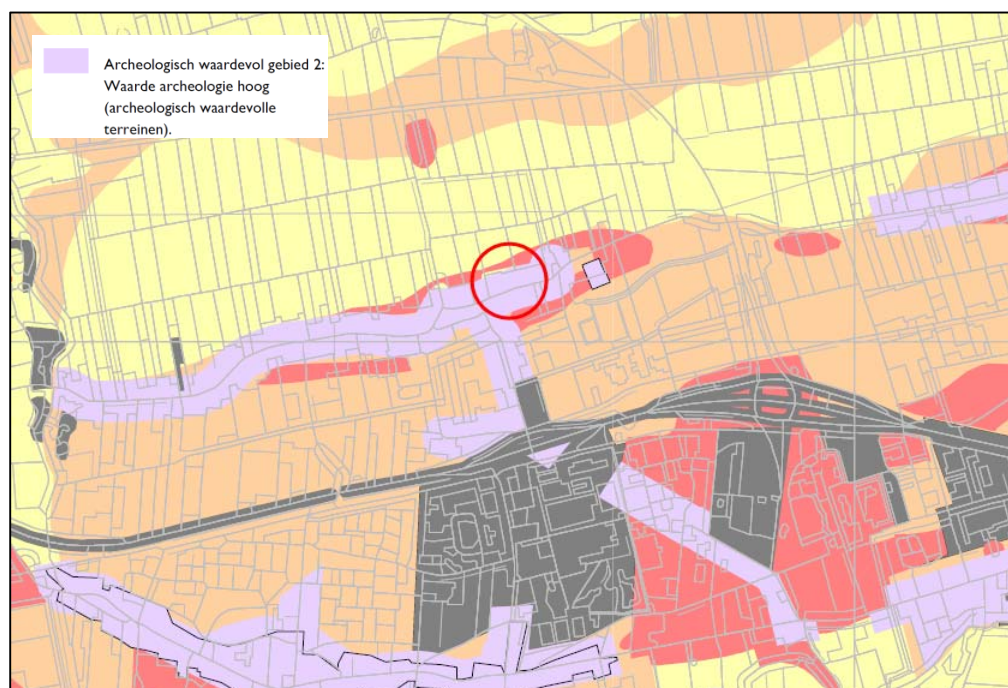 Archeologisch waardevol gebied 2:
Waarde archeologie hoog
(archeologisch waardevolle
terreinen).